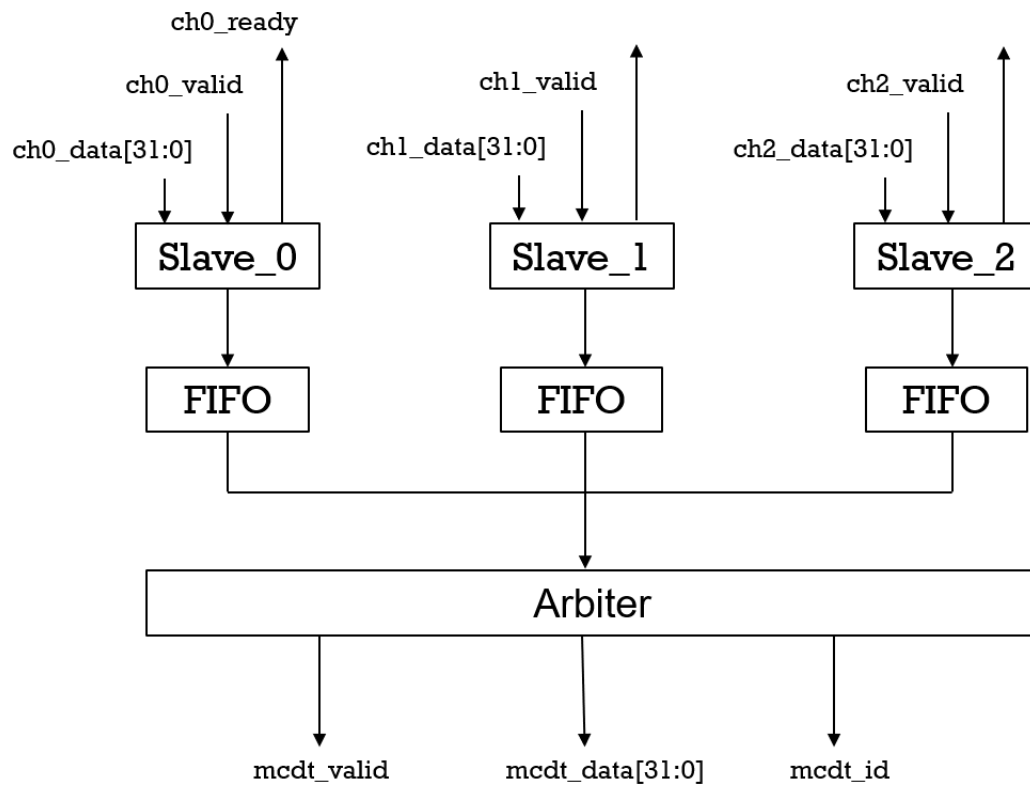 ch0_ready
ch0_valid
ch1_valid
ch2_valid
ch0_data[31:0]
ch1_data[31:0]
ch2_data[31:0]
Slave_0
Slave_1
Slave_2
FIFO
FIFO
FIFO
Arbiter
mcdt_valid
mcdt_data[31:0]
mcdt_id